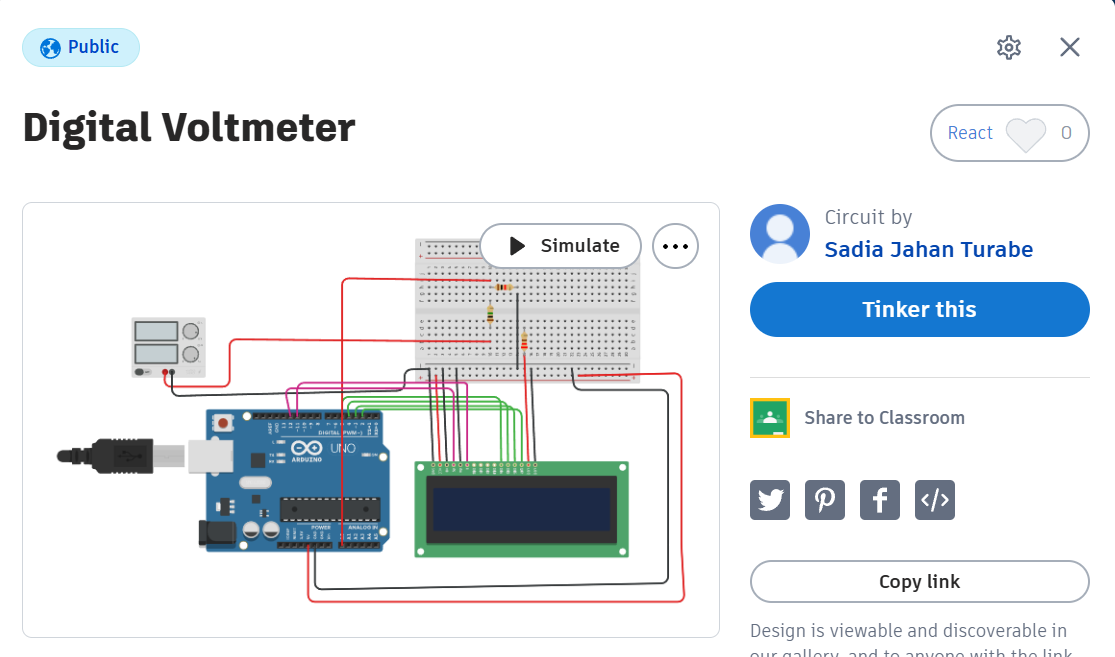 Public
Digital Voltmeter
React 0
Simulate
Circuit by
Sadia Jahan Turabe
Tinker this
Share to Classroom
DIGITAL (PWM~)
UNO
ARDUINO
POWER
ANALOG IN
Copy link
Design is viewable and discoverable in
our gallery, and to anyone with the link